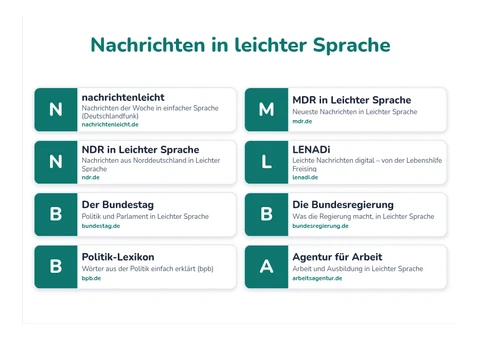 Nachrichten in leichter Sprache
N
nachrichtenleicht
Nachrichten der Woche in einfacher Sprache
(Deutschlandfunk)
nachrichtenleicht.de
M
MDR in Leichter Sprache
Neueste Nachrichten in Leichter Sprache
mdr.de
N
NDR in Leichter Sprache
Nachrichten aus Norddeutschland in Leichter
Sprache
ndr.de
L
LENADi
Leichte Nachrichten digital – von der Lebenshilfe
Freising
lenadi.de
B
Der Bundestag
Politik und Parlament in Leichter Sprache
bundestag.de
B
Die Bundesregierung
Was die Regierung macht, in Leichter Sprache
bundesregierung.de
B
Politik-Lexikon
Wörter aus der Politik einfach erklärt (bpb)
bpb.de
A
Agentur für Arbeit
Arbeit und Ausbildung in Leichter Sprache
arbeitsagentur.de